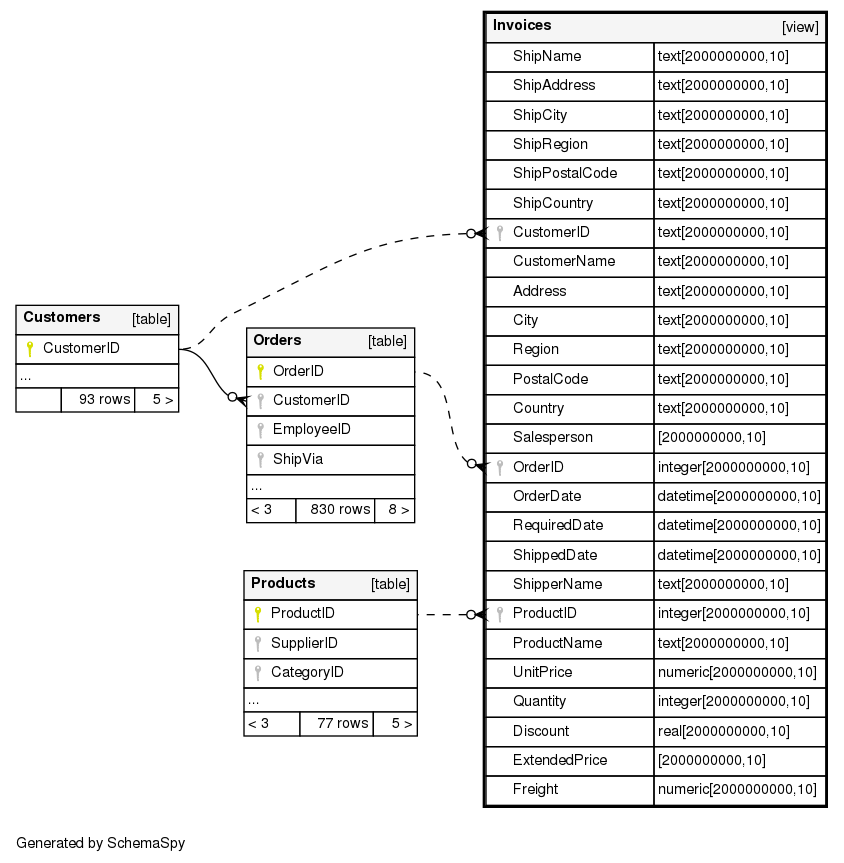 Invoices [view]
ShipName text[2000000000,10]
ShipAddress text[2000000000,10]
ShipCity text[2000000000,10]
ShipRegion text[2000000000,10]
ShipPostalCode text[2000000000,10]
ShipCountry text[2000000000,10]
CustomerID text[2000000000,10]
CustomerName text[2000000000,10]
Address text[2000000000,10]
City text[2000000000,10]
Region text[2000000000,10]
PostalCode text[2000000000,10]
Country text[2000000000,10]
Salesperson [2000000000,10]
OrderID integer[2000000000,10]
OrderDate datetime[2000000000,10]
RequiredDate datetime[2000000000,10]
ShippedDate datetime[2000000000,10]
ShipperName text[2000000000,10]
ProductID integer[2000000000,10]
ProductName text[2000000000,10]
UnitPrice numeric[2000000000,10]
Quantity integer[2000000000,10]
Discount real[2000000000,10]
ExtendedPrice [2000000000,10]
Freight numeric[2000000000,10]
Customers [table]
CustomerID
...
93 rows 5 >
Orders [table]
OrderID
CustomerID
EmployeeID
ShipVia
...
< 3 830 rows 8 >
Products [table]
ProductID
SupplierID
CategoryID
...
< 3 77 rows 5 >
Generated by SchemaSpy